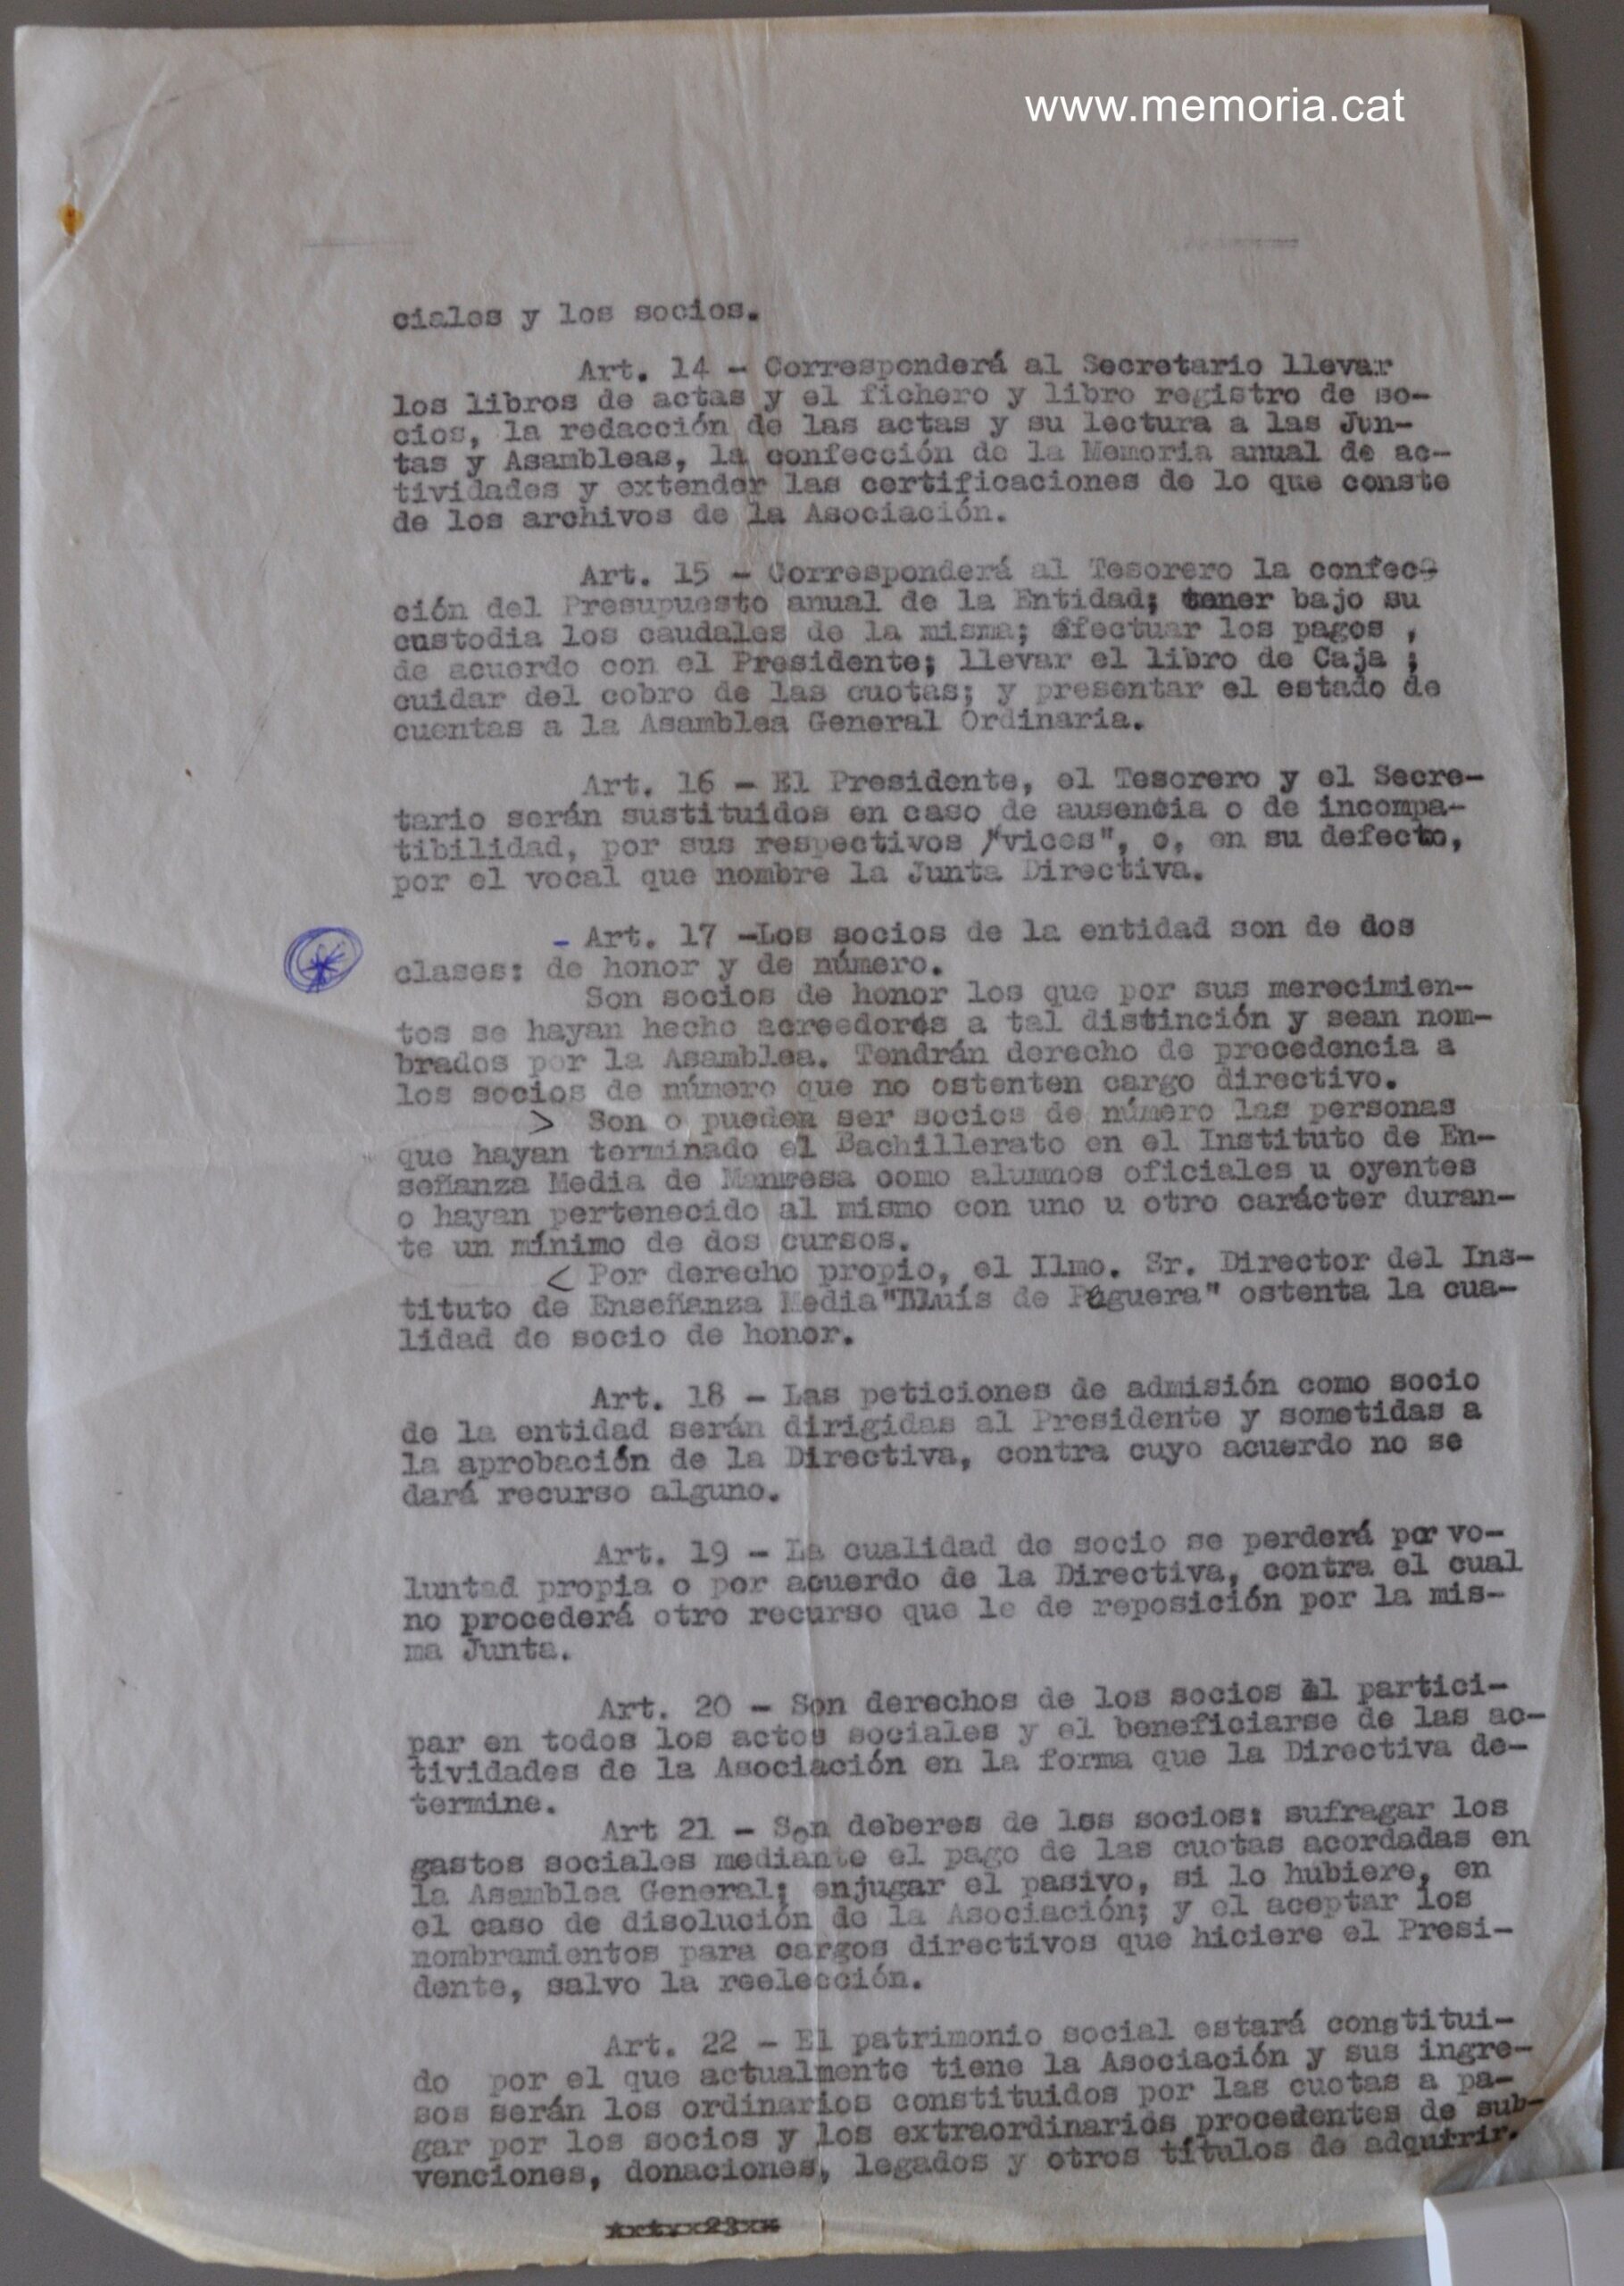 www.memoria.cat
ciales y los socios.
Art. 14 - Corresponderá al Secretario llevar
los libros de actas y el fichero y libro registro de so-
cios, la redacción de las actas y su lectura a las Jun-
tas y Asambleas, la confección de la Memoria anual de ac-
tividades y extender las certificaciones de lo que conste
de los archivos de la Asociación.
Art. 15 - Corresponderá al Tesorero la confec-
ción del Presupuesto anual de la Entidad; tener bajo su
custodia los caudales de la misma; efectuar los pagos ,
de acuerdo con el Presidente; llevar el libro de Caja ;
cuidar del cobro de las cuotas; y presentar el estado de
cuentas a la Asamblea General Ordinaria.
Art. 16 - El Presidente, el Tesorero y el Secre-
tario serán sustituidos en caso de ausencia o de incompa-
tibilidad, por sus respectivos "vices", o, en su defecto,
por el vocal que nombre la Junta Directiva.
- Art. 17 -Los socios de la entidad son de dos
clases: de honor y de número.
Son socios de honor los que por sus merecimien-
tos se hayan hecho acreedores a tal distinción y sean nom-
brados por la Asamblea. Tendrán derecho de precedencia a
los socios de número que no ostenten cargo directivo.
> Son o pueden ser socios de número las personas
que hayan terminado el Bachillerato en el Instituto de En-
señanza Media de Manresa como alumnos oficiales u oyentes
o hayan pertenecido al mismo con uno u otro carácter duran-
te un mínimo de dos cursos.
< Por derecho propio, el Ilmo. Sr. Director del Ins-
tituto de Enseñanza Media "Lluís de Peguera" ostenta la cua-
lidad de socio de honor.
Art. 18 - Las peticiones de admisión como socio
de la entidad serán dirigidas al Presidente y sometidas a
la aprobación de la Directiva, contra cuyo acuerdo no se
dará recurso alguno.
Art. 19 - La cualidad de socio se perderá por vo-
luntad propia o por acuerdo de la Directiva, contra el cual
no procederá otro recurso que le de reposición por la mis-
ma Junta.
Art. 20 - Son derechos de los socios el partici-
par en todos los actos sociales y el beneficiarse de las ac-
tividades de la Asociación en la forma que la Directiva de-
termine.
Art 21 - Son deberes de los socios: sufragar los
gastos sociales mediante el pago de las cuotas acordadas en
la Asamblea General; enjugar el pasivo, si lo hubiere, en
el caso de disolución de la Asociación; y el aceptar los
nombramientos para cargos directivos que hiciere el Presi-
dente, salvo la reelección.
Art. 22 - El patrimonio social estará constitui-
do por el que actualmente tiene la Asociación y sus ingre-
sos serán los ordinarios constituidos por las cuotas a pa-
gar por los socios y los extraordinarios procedentes de sub-
venciones, donaciones, legados y otros títulos de adquirir.
Art. 23